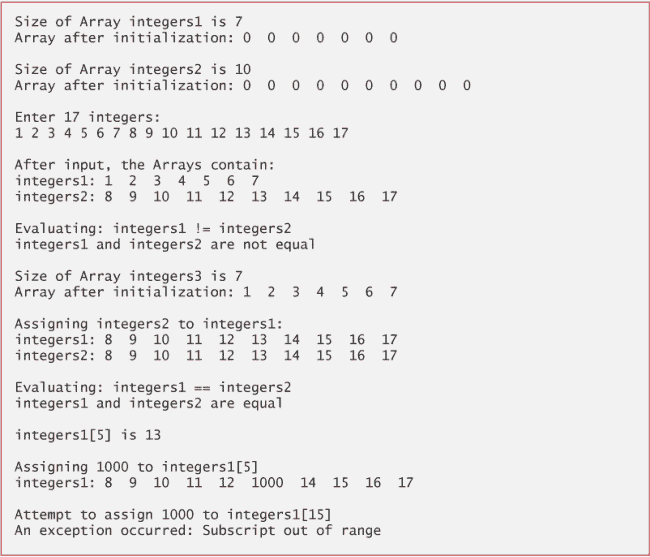 Size of Array integers1 is 7
Array after initialization: 0 0 0 0 0 0 0
Size of Array integers2 is 10
Array after initialization: 0 0 0 0 0 0 0 0 0 0
Enter 17 integers:
1 2 3 4 5 6 7 8 9 10 11 12 13 14 15 16 17
After input, the Arrays contain:
integers1: 1 2 3 4 5 6 7
integers2: 8 9 10 11 12 13 14 15 16 17
Evaluating: integers1 != integers2
integers1 and integers2 are not equal
Size of Array integers3 is 7
Array after initialization: 1 2 3 4 5 6 7
Assigning integers2 to integers1:
integers1: 8 9 10 11 12 13 14 15 16 17
integers2: 8 9 10 11 12 13 14 15 16 17
Evaluating: integers1 == integers2
integers1 and integers2 are equal
integers1[5] is 13
Assigning 1000 to integers1[5]
integers1: 8 9 10 11 12 1000 14 15 16 17
Attempt to assign 1000 to integers1[15]
An exception occurred: Subscript out of range